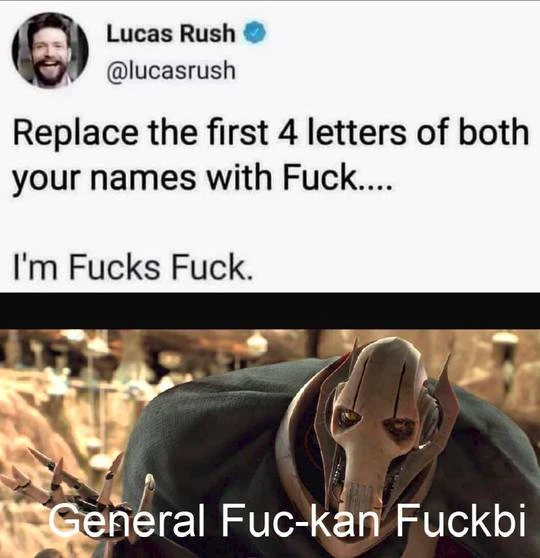 Lucas Rush
@lucasrush
Replace the first 4 letters of both
your names with Fuck....
I'm Fucks Fuck.
General Fuc-kan Fuckbi